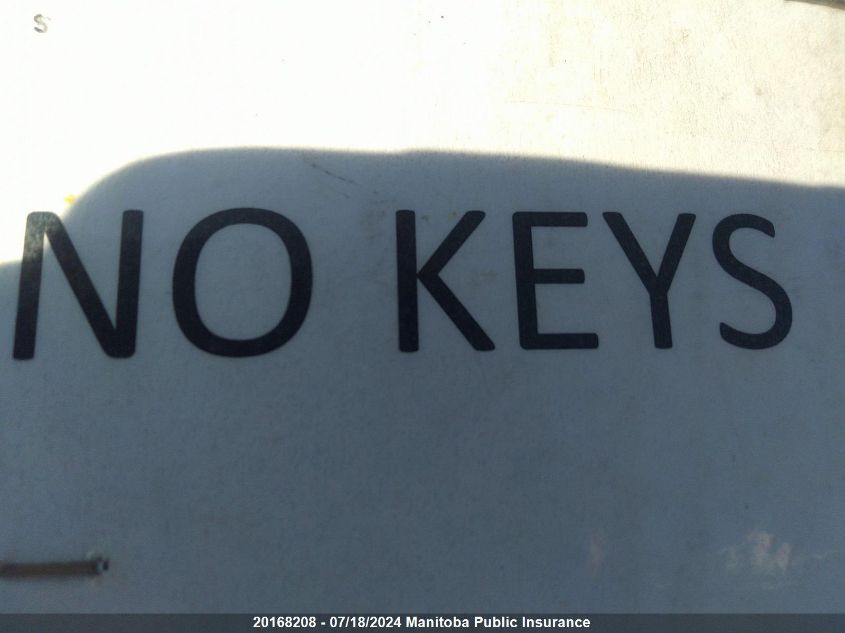 S
NO KEYS
20168208 - 07/18/2024 Manitoba Public Insurance